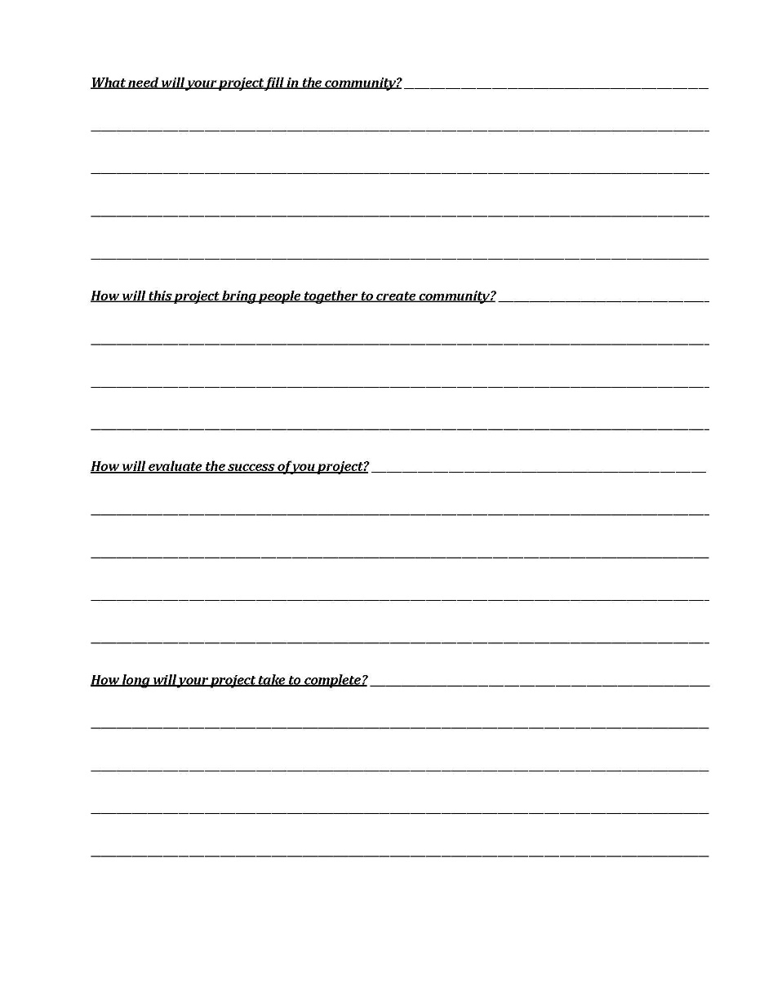 What need will your project fill in the community?
How will this project bring people together to create community?
How will evaluate the success of you project?
How long will your project take to complete?